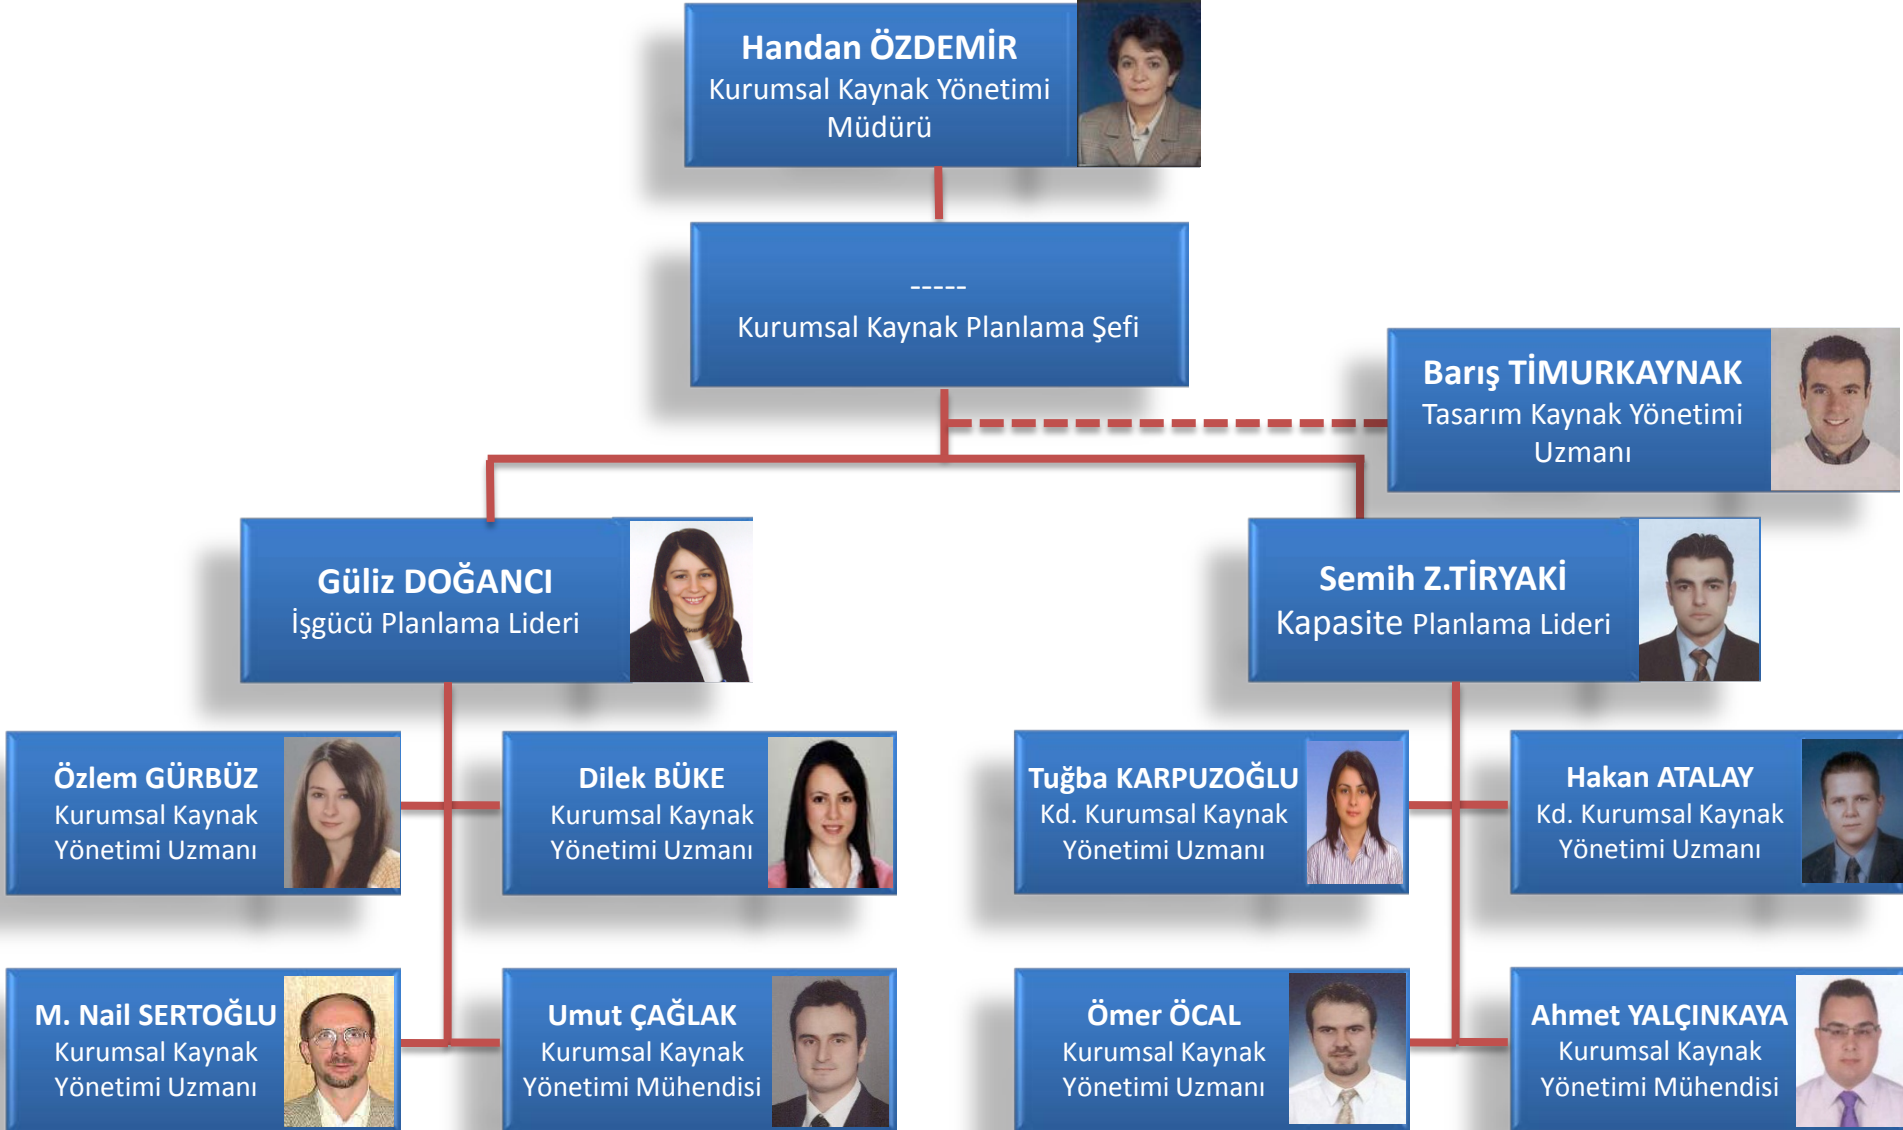 Handan ÖZDEMİR
Kurumsal Kaynak Yönetimi
Müdürü
-----
Kurumsal Kaynak Planlama Şefi
Barış TİMURKAYNAK
Tasarım Kaynak Yönetimi
Uzmanı
Güliz DOĞANCI
İşgücü Planlama Lideri
Semih Z.TİRYAKİ
Kapasite Planlama Lideri
Özlem GÜRBÜZ
Kurumsal Kaynak
Yönetimi Uzmanı
Dilek BÜKE
Kurumsal Kaynak
Yönetimi Uzmanı
Tuğba KARPUZOĞLU
Kd. Kurumsal Kaynak
Yönetimi Uzmanı
Hakan ATALAY
Kd. Kurumsal Kaynak
Yönetimi Uzmanı
M. Nail SERTOĞLU
Kurumsal Kaynak
Yönetimi Uzmanı
Umut ÇAĞLAK
Kurumsal Kaynak
Yönetimi Mühendisi
Ömer ÖCAL
Kurumsal Kaynak
Yönetimi Uzmanı
Ahmet YALÇINKAYA
Kurumsal Kaynak
Yönetimi Mühendisi